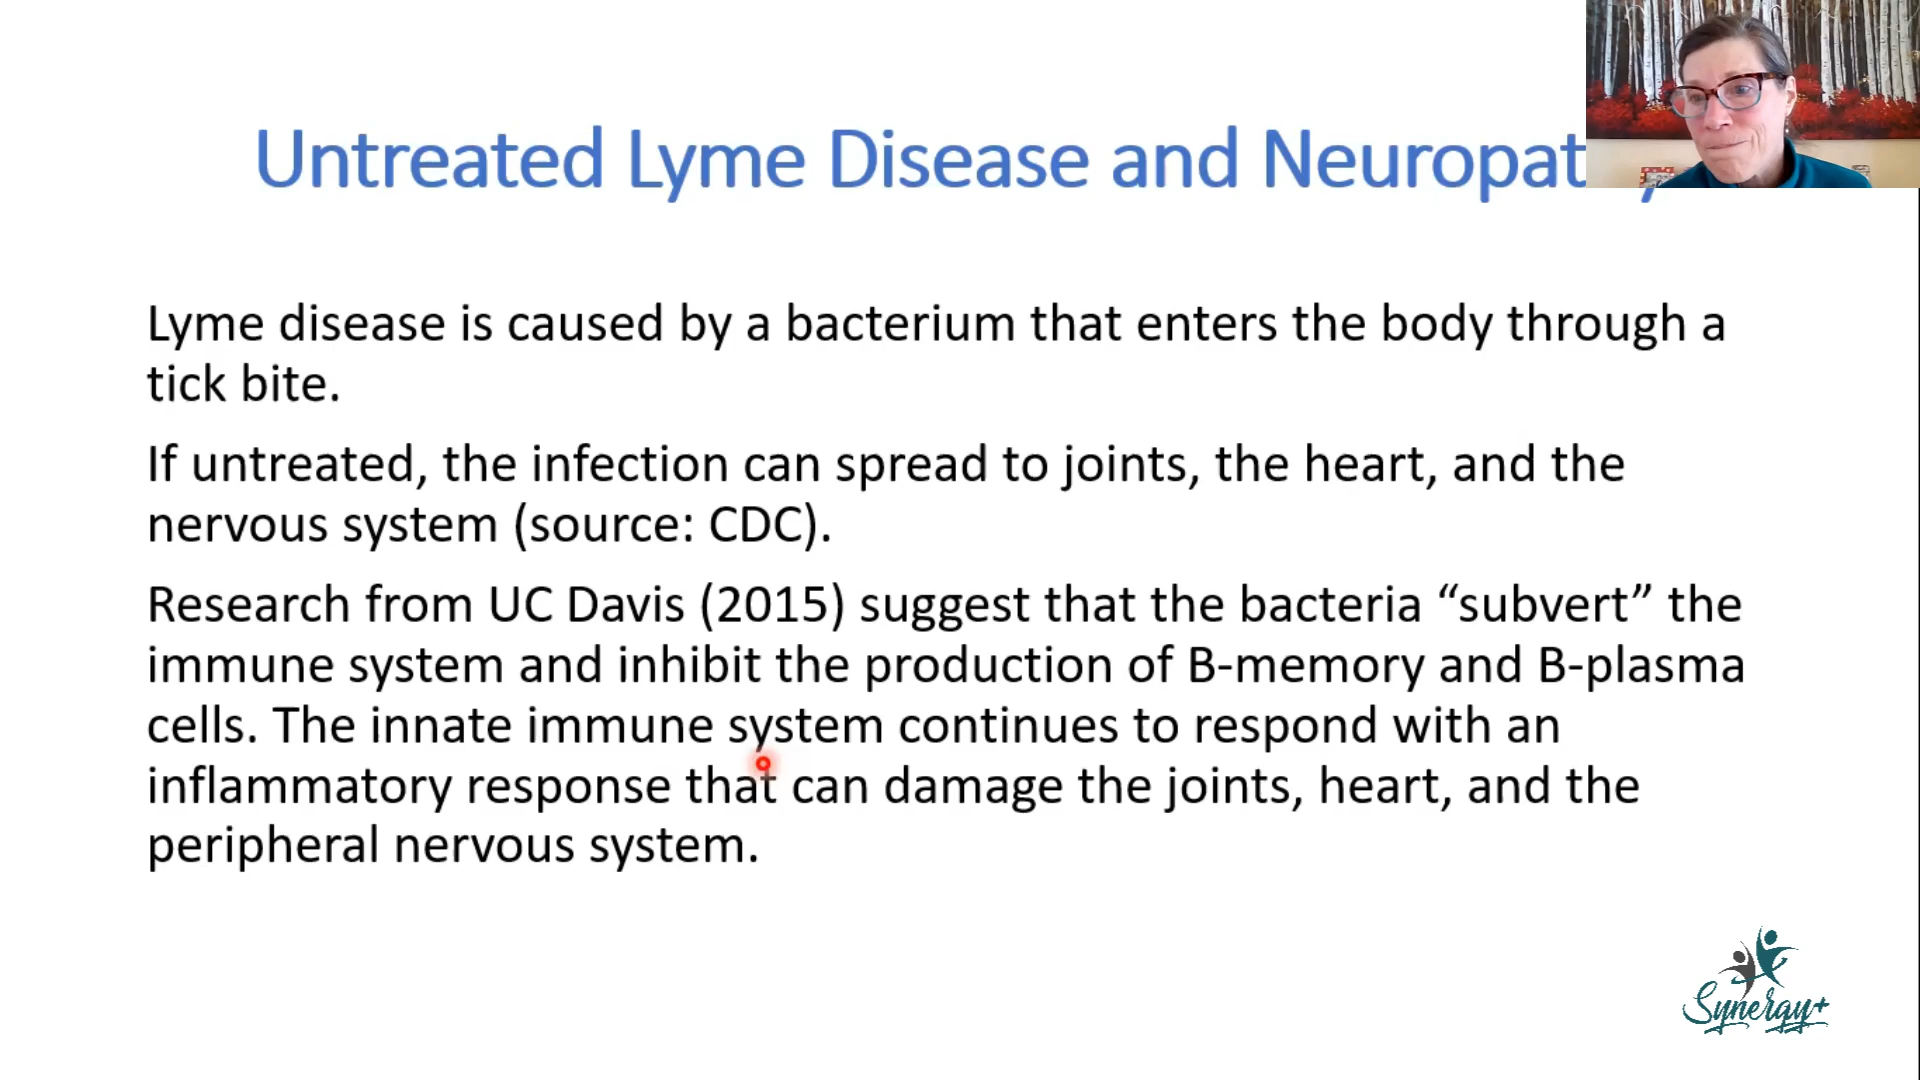 Untreated Lyme Disease and Neuropat
Lyme disease is caused by a bacterium that enters the body through a
tick bite.
If untreated, the infection can spread to joints, the heart, and the
nervous system (source: CDC).
Research from UC Davis (2015) suggest that the bacteria “subvert” the
immune system and inhibit the production of B-memory and B-plasma
cells. The innate immune system continues to respond with an
inflammatory response that can damage the joints, heart, and the
peripheral nervous system.
Synergy+